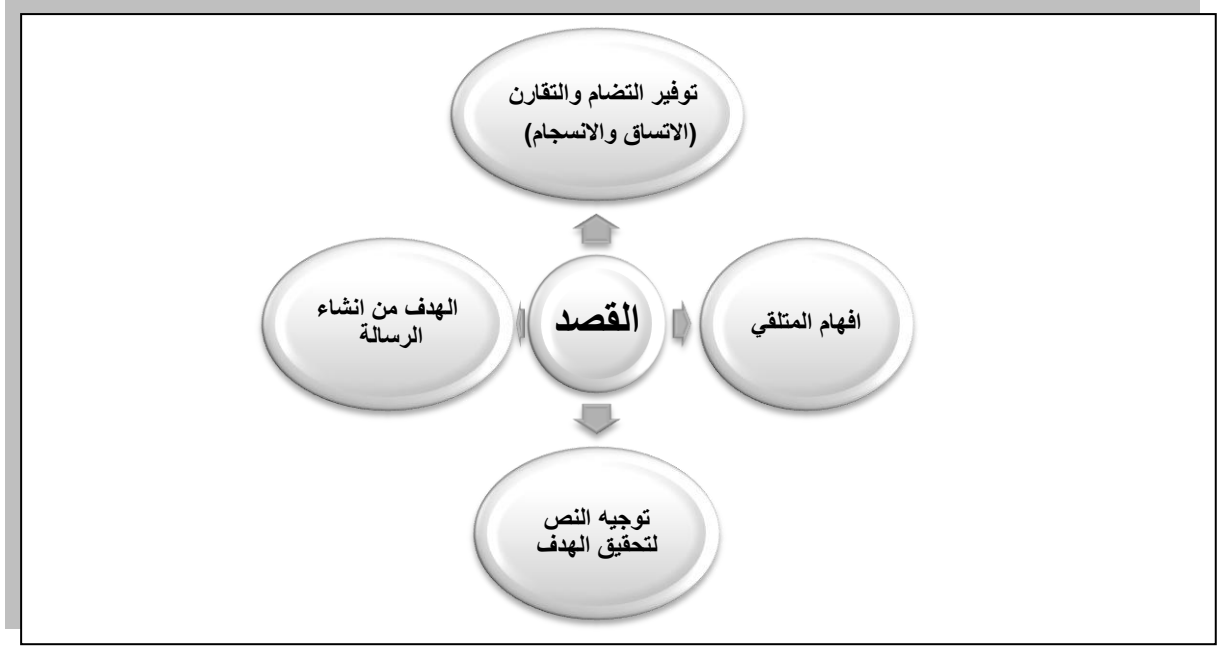 توفير التضام والتقارن
(الاتساق والانسجام)
افهام المتلقي
القصد
الهدف من انشاء
الرسالة
توجيه النص
لتحقيق الهدف